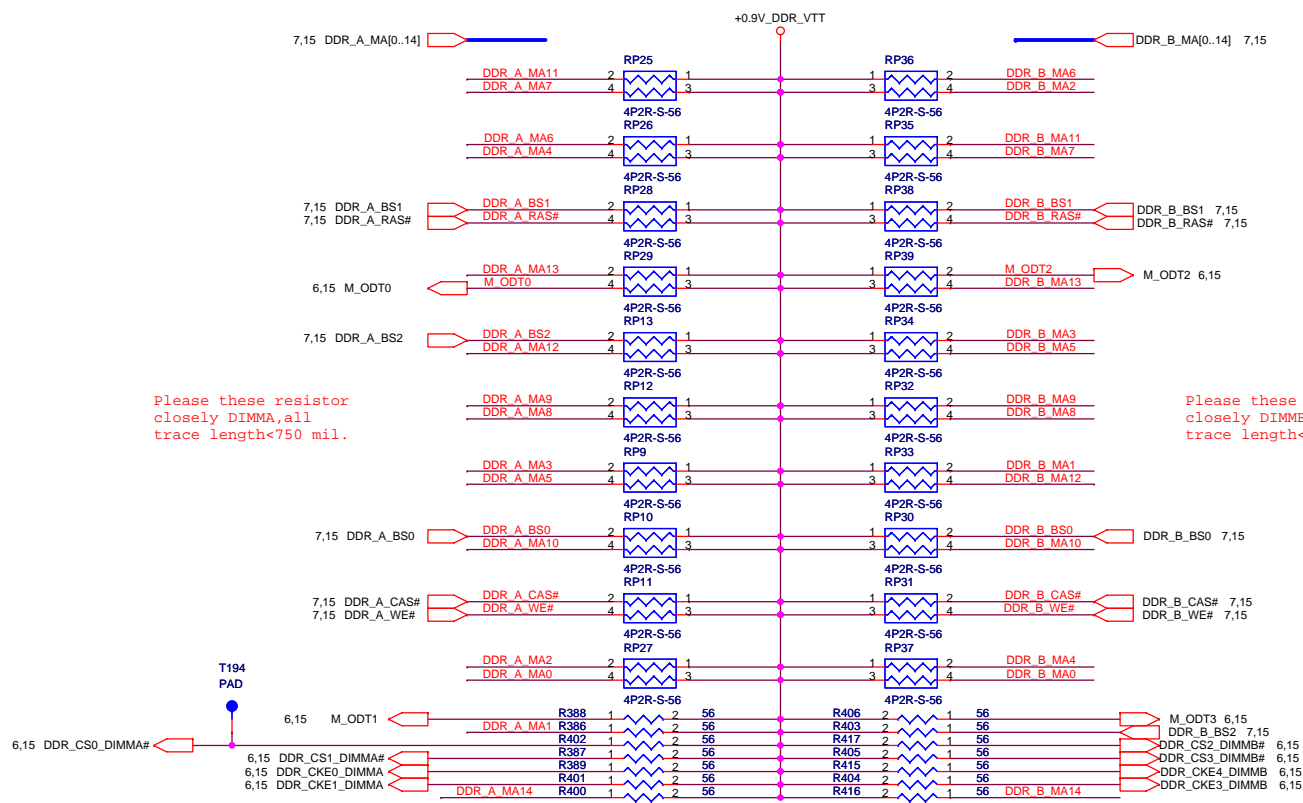 +0.9V_DDR_VTT
7,15 DDR_A_MA[0..14] DDR_B_MA[0..14] 7,15
RP25 RP36
DDR_A_MA11 2 1 1 2 DDR_B_MA6
DDR_A_MA7 4 3 3 4 DDR_B_MA2
4P2R-S-56 4P2R-S-56
RP26 RP35
DDR_A_MA6 2 1 1 2 DDR_B_MA11
DDR_A_MA4 4 3 3 4 DDR_B_MA7
4P2R-S-56 4P2R-S-56
RP28 RP38
7,15 DDR_A_BS1 DDR_A_BS1 2 1 1 2 DDR_B_BS1 DDR_B_BS1 7,15
7,15 DDR_A_RAS# DDR_A_RAS# 4 3 3 4 DDR_B_RAS# DDR_B_RAS# 7,15
4P2R-S-56 4P2R-S-56
RP29 RP39
DDR_A_MA13 2 1 1 2 M_ODT2 M_ODT2 6,15
6,15 M_ODT0 M_ODT0 4 3 3 4 DDR_B_MA13
4P2R-S-56 4P2R-S-56
RP13 RP34
7,15 DDR_A_BS2 DDR_A_BS2 2 1 1 2 DDR_B_MA3
DDR_A_MA12 4 3 3 4 DDR_B_MA5
4P2R-S-56 4P2R-S-56
RP12 RP32
Please these resistor
closely DIMMA,all
trace length<750 mil.
DDR_A_MA9 2 1 1 2 DDR_B_MA9
DDR_A_MA8 4 3 3 4 DDR_B_MA8
Please these
closely DIMMB
trace length<
4P2R-S-56 4P2R-S-56
RP9 RP33
DDR_A_MA3 2 1 1 2 DDR_B_MA1
DDR_A_MA5 4 3 3 4 DDR_B_MA12
4P2R-S-56 4P2R-S-56
RP10 RP30
7,15 DDR_A_BS0 DDR_A_BS0 2 1 1 2 DDR_B_BS0 DDR_B_BS0 7,15
DDR_A_MA10 4 3 3 4 DDR_B_MA10
4P2R-S-56 4P2R-S-56
RP11 RP31
7,15 DDR_A_CAS# DDR_A_CAS# 2 1 1 2 DDR_B_CAS# DDR_B_CAS# 7,15
7,15 DDR_A_WE# DDR_A_WE# 4 3 3 4 DDR_B_WE# DDR_B_WE# 7,15
4P2R-S-56 4P2R-S-56
RP27 RP37
DDR_A_MA2 2 1 1 2 DDR_B_MA4
DDR_A_MA0 4 3 3 4 DDR_B_MA0
4P2R-S-56 4P2R-S-56
T194
PAD
6,15 M_ODT1 R388 1 2 56 R406 2 1 56 M_ODT3 6,15
DDR_A_MA1 R386 1 2 56 R403 2 1 56 DDR_B_BS2 7,15
6,15 DDR_CS0_DIMMA# R402 1 2 56 R417 2 1 56 DDR_CS2_DIMMB# 6,15
6,15 DDR_CS1_DIMMA# R387 1 2 56 R405 2 1 56 DDR_CS3_DIMMB# 6,15
6,15 DDR_CKE0_DIMMA R389 1 2 56 R415 2 1 56 DDR_CKE4_DIMMB 6,15
6,15 DDR_CKE1_DIMMA R401 1 2 56 R404 2 1 56 DDR_CKE3_DIMMB 6,15
DDR_A_MA14 R400 1 2 56 R416 2 1 56 DDR_B_MA14